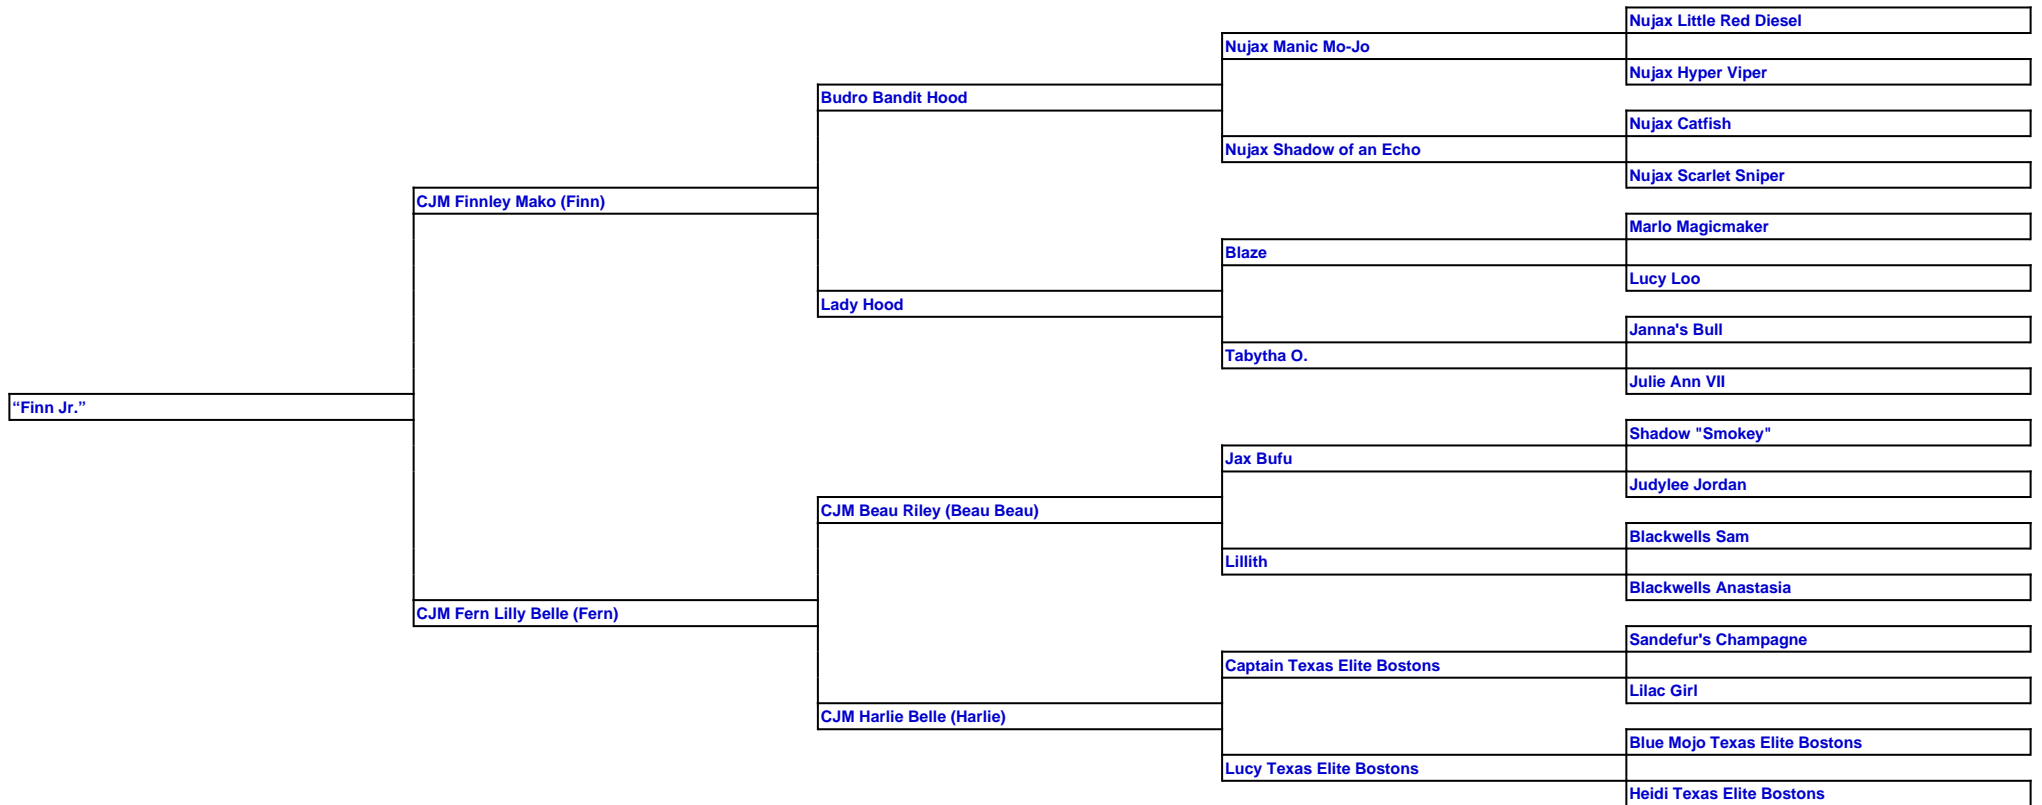 Nujax Little Red Diesel
Nujax Manic Mo-Jo
Nujax Hyper Viper
Budro Bandit Hood
Nujax Catfish
Nujax Shadow of an Echo
Nujax Scarlet Sniper
CJM Finnley Mako (Finn)
Marlo Magicmaker
Blaze
Lucy Loo
Lady Hood
Janna's Bull
Tabytha O.
Julie Ann VII
“Finn Jr.”
Shadow "Smokey"
Jax Bufu
Judylee Jordan
CJM Beau Riley (Beau Beau)
Blackwells Sam
Lillith
Blackwells Anastasia
CJM Fern Lilly Belle (Fern)
Sandefur's Champagne
Captain Texas Elite Bostons
Lilac Girl
CJM Harlie Belle (Harlie)
Blue Mojo Texas Elite Bostons
Lucy Texas Elite Bostons
Heidi Texas Elite Bostons